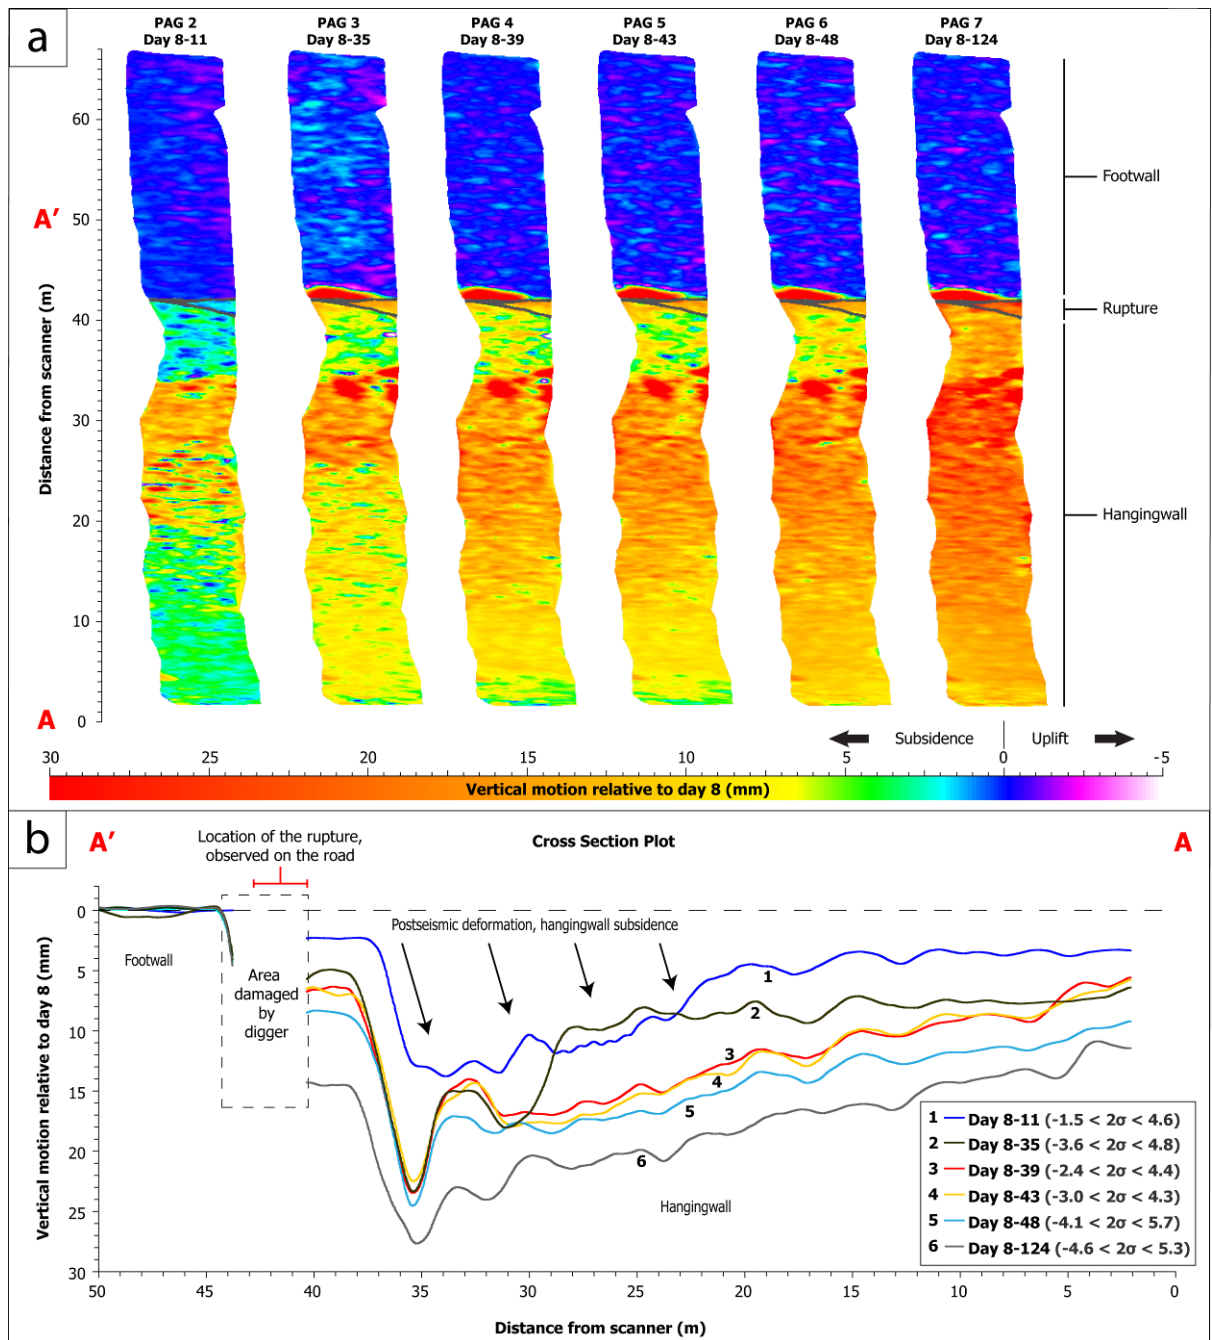 a
PAG 2
Day 8-11
PAG 3
Day 8-35
PAG 4
Day 8-39
PAG 5
Day 8-43
PAG 6
Day 8-48
PAG 7
Day 8-124
60
50
40
30
20
10
0
A'
A
Distance from scanner (m)
Footwall
Rupture
Hangingwall
Subsidence
Uplift
30 25 20 15 10 5 0 -5
Vertical motion relative to day 8 (mm)
b
A'
Location of the rupture,
observed on the road
Cross Section Plot
A
Postseismic deformation, hangingwall subsidence
Footwall
Area
damaged
by
digger
Hangingwall
1
2
3
4
5
6
Vertical motion relative to day 8 (mm)
0
5
10
15
20
25
30
1 Day 8-11 (-1.5 < 2σ < 4.6)
2 Day 8-35 (-3.6 < 2σ < 4.8)
3 Day 8-39 (-2.4 < 2σ < 4.4)
4 Day 8-43 (-3.0 < 2σ < 4.3)
5 Day 8-48 (-4.1 < 2σ < 5.7)
6 Day 8-124 (-4.6 < 2σ < 5.3)
50 45 40 35 30 25 20 15 10 5 0
Distance from scanner (m)